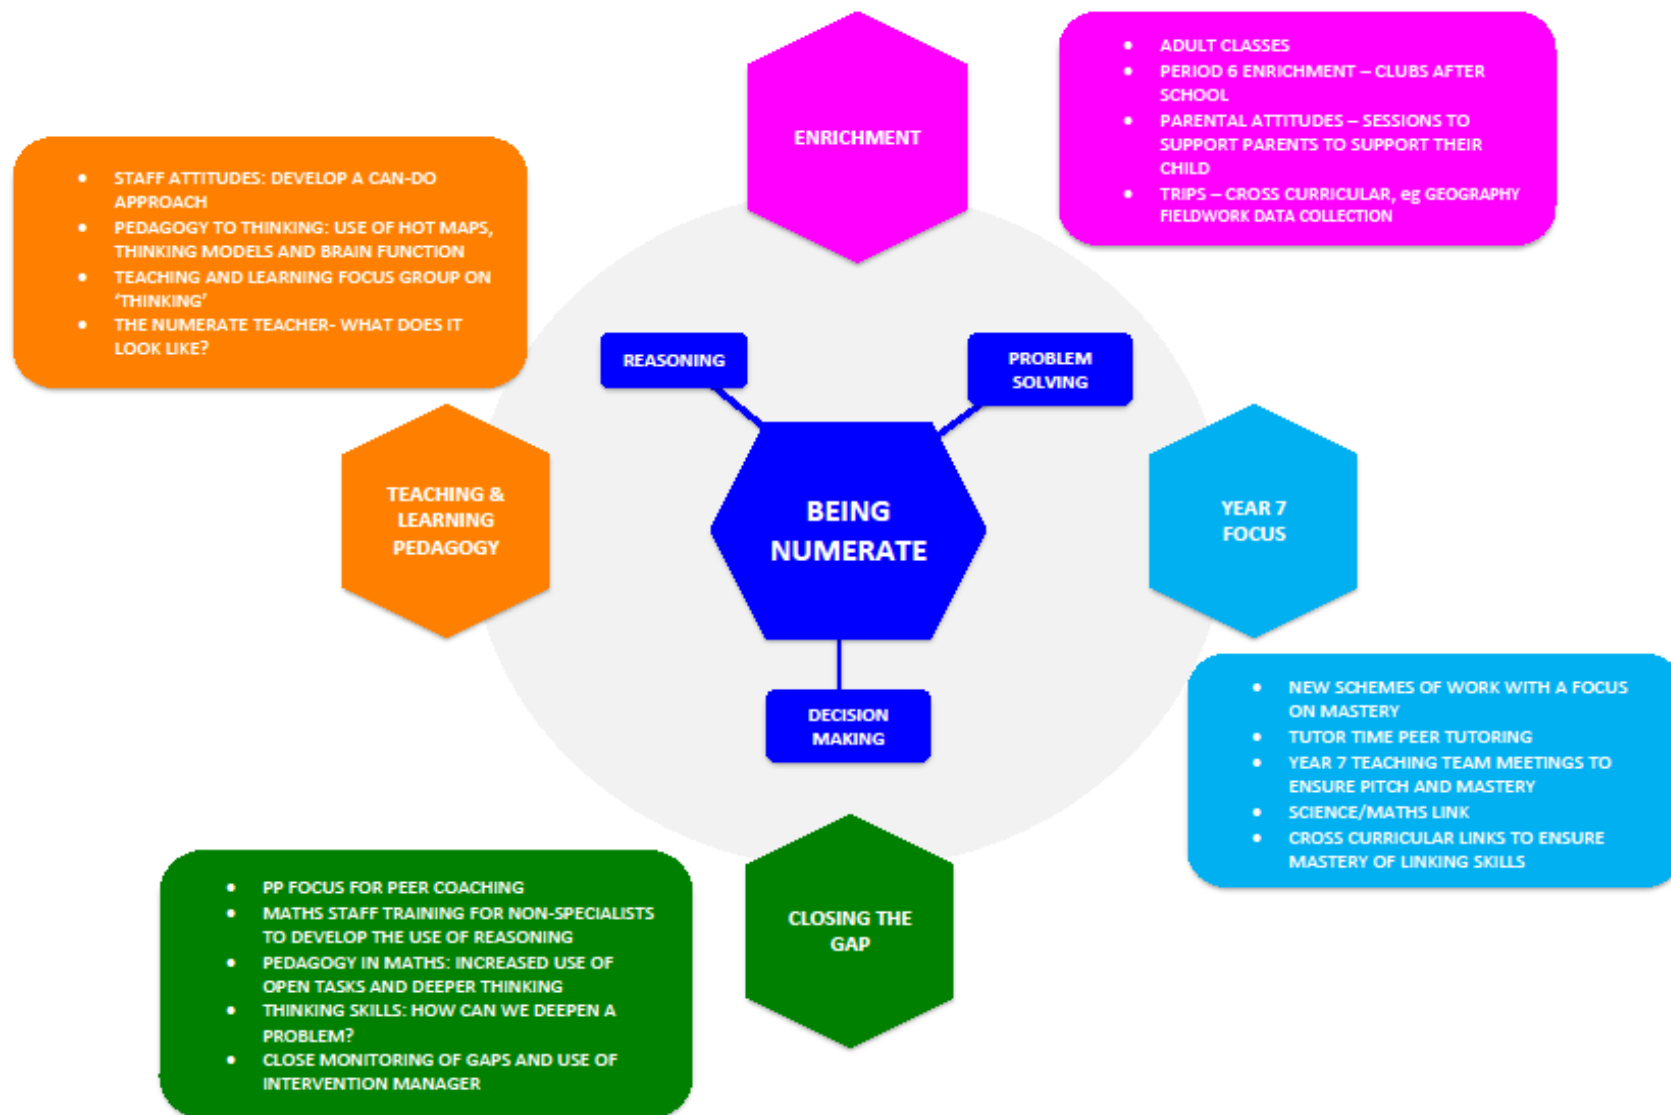 ENRICHMENT
• ADULT CLASSES
• PERIOD 6 ENRICHMENT – CLUBS AFTER
SCHOOL
• PARENTAL ATTITUDES – SESSIONS TO
SUPPORT PARENTS TO SUPPORT THEIR
CHILD
• TRIPS – CROSS CURRICULAR, eg GEOGRAPHY
FIELDWORK DATA COLLECTION
• STAFF ATTITUDES: DEVELOP A CAN-DO
APPROACH
• PEDAGOGY TO THINKING: USE OF HOT MAPS,
THINKING MODELS AND BRAIN FUNCTION
• TEACHING AND LEARNING FOCUS GROUP ON
‘THINKING’
• THE NUMERATE TEACHER- WHAT DOES IT
LOOK LIKE?
REASONING
PROBLEM
SOLVING
TEACHING &
LEARNING
PEDAGOGY
BEING
NUMERATE
YEAR 7
FOCUS
DECISION
MAKING
• NEW SCHEMES OF WORK WITH A FOCUS
ON MASTERY
• TUTOR TIME PEER TUTORING
• YEAR 7 TEACHING TEAM MEETINGS TO
ENSURE PITCH AND MASTERY
• SCIENCE/MATHS LINK
• CROSS CURRICULAR LINKS TO ENSURE
MASTERY OF LINKING SKILLS
• PP FOCUS FOR PEER COACHING
• MATHS STAFF TRAINING FOR NON-SPECIALISTS
TO DEVELOP THE USE OF REASONING
• PEDAGOGY IN MATHS: INCREASED USE OF
OPEN TASKS AND DEEPER THINKING
• THINKING SKILLS: HOW CAN WE DEEPEN A
PROBLEM?
• CLOSE MONITORING OF GAPS AND USE OF
INTERVENTION MANAGER
CLOSING THE
GAP